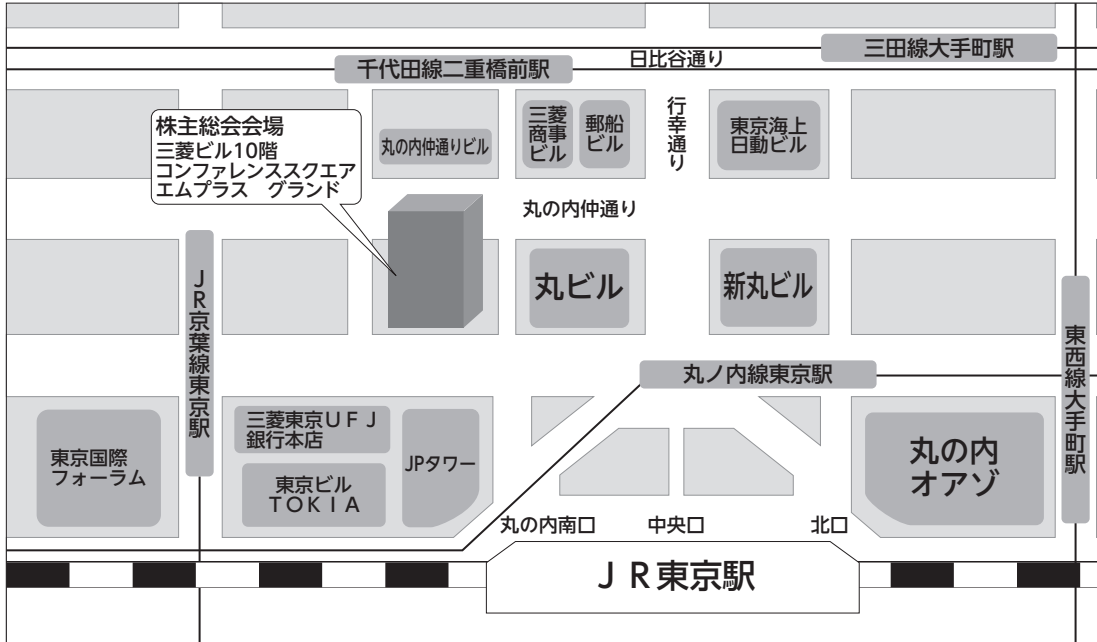 三田線大手町駅
日比谷通り
千代田線二重橋前駅
株主総会会場
三菱ビル10階
コンファレンススクエア
エムプラス　グランド
丸の内仲通りビル
三菱
商事
ビル
郵船
ビル
行幸通り
東京海上
日動ビル
丸の内仲通り
丸ビル
新丸ビル
JR京葉線東京駅
丸ノ内線東京駅
東西線大手町駅
東京国際
フォーラム
三菱東京UFJ
銀行本店
東京ビル
TOKIA
JPタワー
丸の内
オアゾ
丸の内南口
中央口
北口
JR東京駅